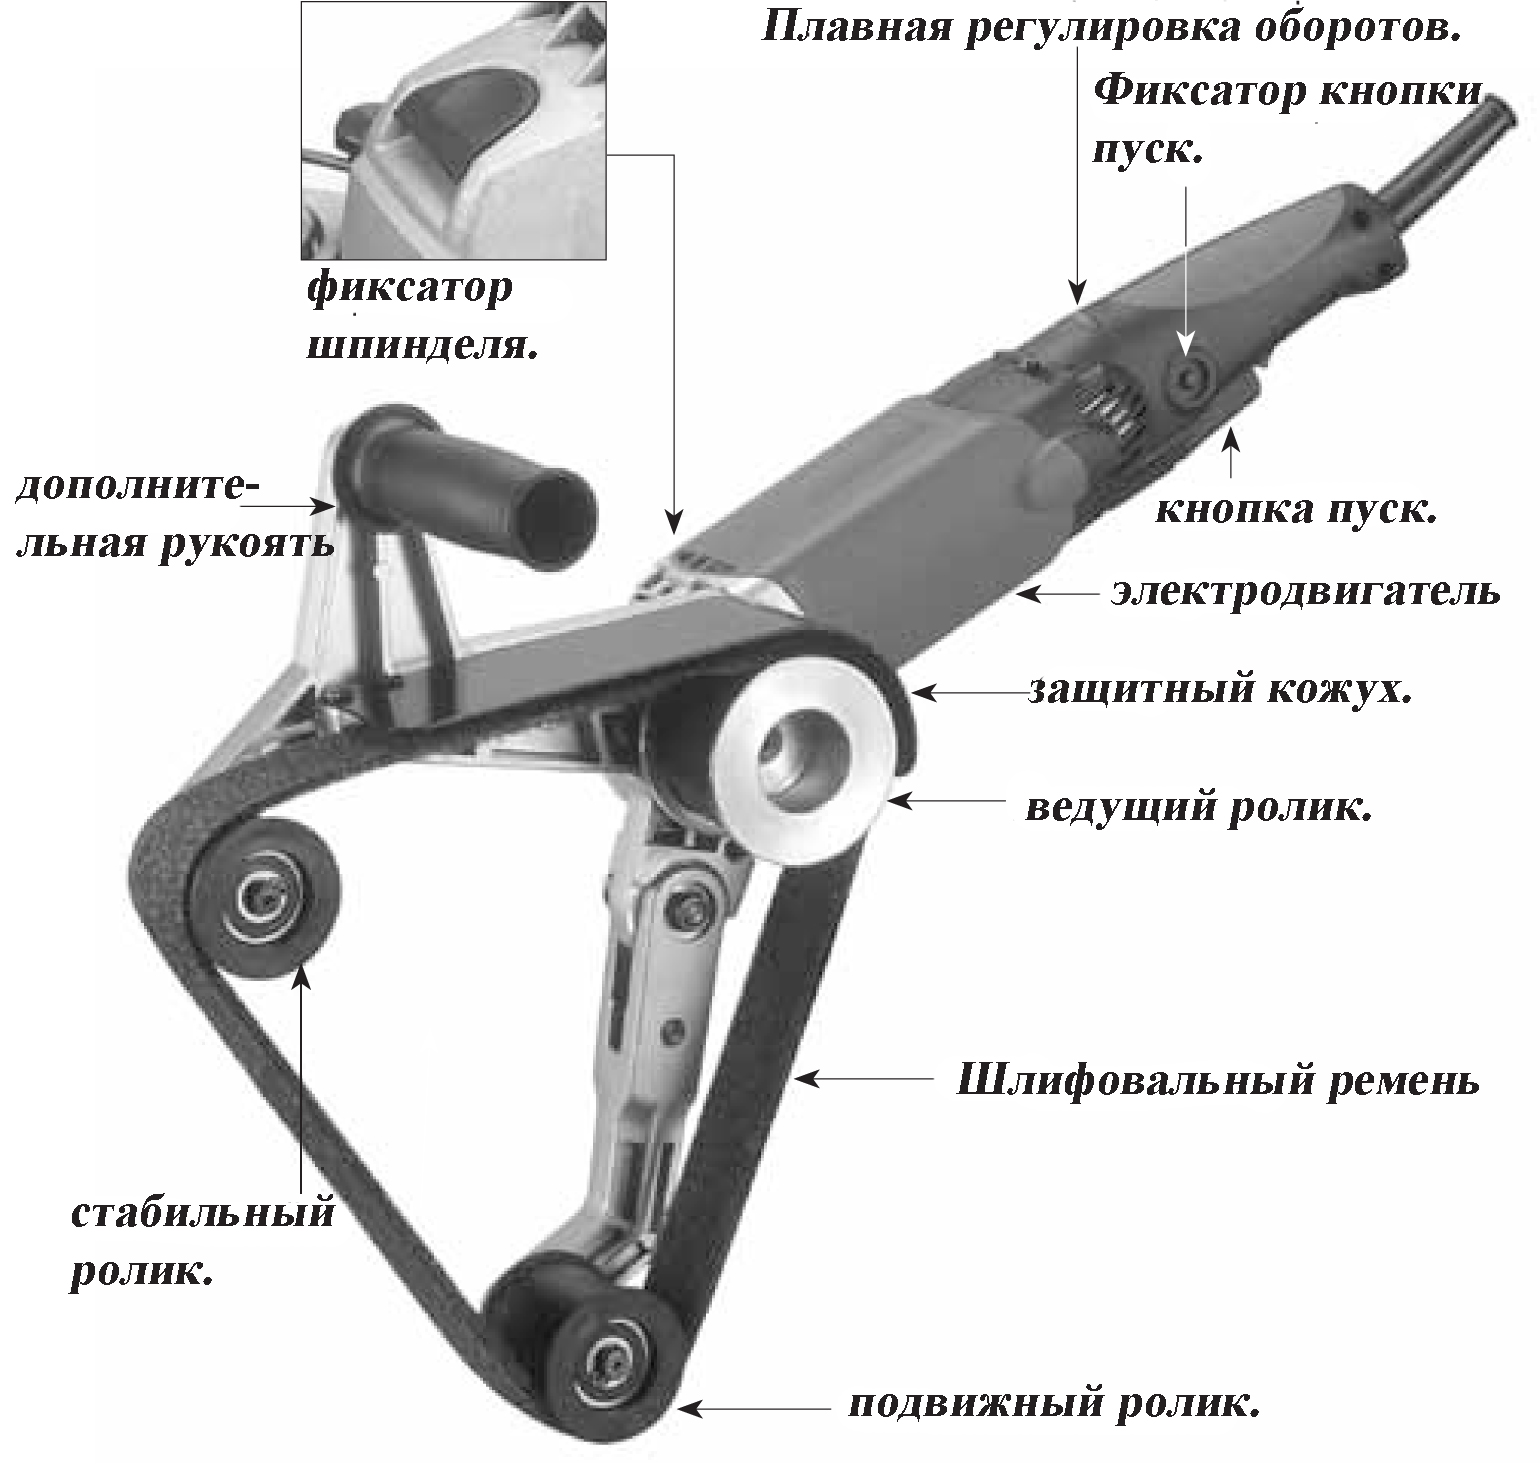 Плавная регулировка оборотов.
Фиксатор кнопки
пуск.
фиксатор
шпинделя.
дополните-
льная рукоять
кнопка пуск.
электродвигатель
защитный кожух.
ведущий ролик.
Шлифовальный ремень
стабильный
ролик.
подвижный ролик.